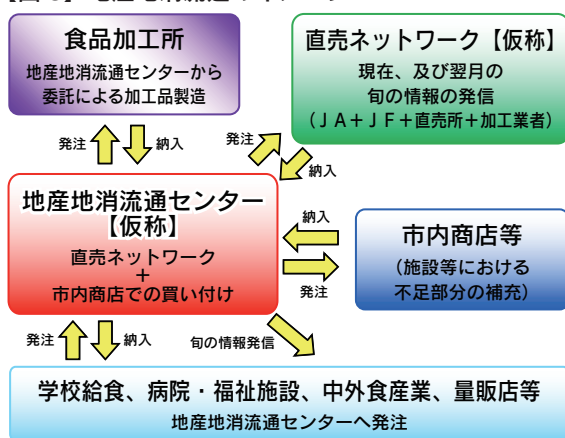 食品加工所
地産地消流通センターから
委託による加工品製造
直売ネットワーク【仮称】
現在、及び翌月の
旬の情報の発信
（ＪＡ＋ＪＦ＋直売所＋加工業者）
発注
納入
発注
納入
地産地消流通センター
【仮称】
直売ネットワーク
＋
市内商店での買い付け
納入
発注
市内商店等
（施設等における
不足部分の補充）
発注
納入
旬の情報発信
学校給食、病院・福祉施設、中外食産業、量販店等
地産地消流通センターへ発注